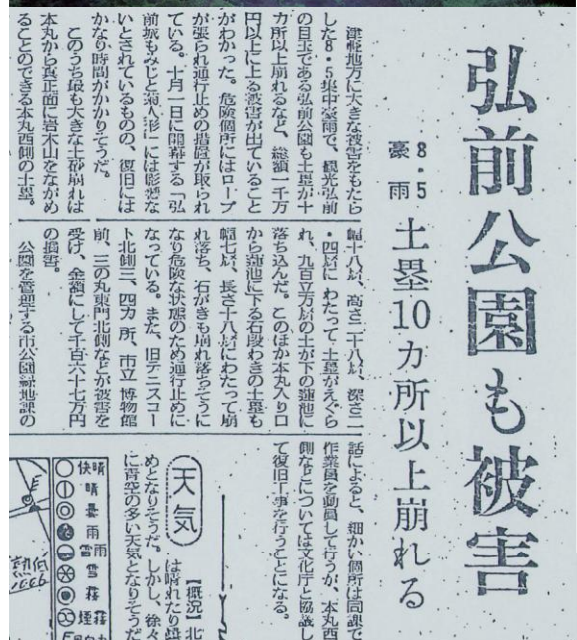 弘前公園も被害
8・5豪雨
土塁10カ所以上崩れる
津軽地方に大きな被害をもたら
した8・5集中豪雨で、観光弘前
の目玉である弘前公園も土塁が十
カ所以上崩れるなど、総額一千万
円以上に上る被害が出ていること
がわかった。危険個所にはロープ
が張られ通行止めの措置が取られ
ている。十月一日に開幕する「弘
前城もみじと菊人形」には影響な
いとされているものの、復旧には
かなり時間がかかりそうだ。
このうち最も大きな土砂崩れは
本丸から真正面に岩木山をながめ
ることのできる本丸西側の土塁。
幅十八㍍、高さ二十八㍍、深さ二
・四㍍にわたって土塁がえぐら
れ、九百立方㍍の土が下の蓮池に
落ち込んだ。このほか本丸入り口
から蓮池に下る石段わきの土塁も
幅七㍍、長さ十八㍍にわたって崩
れ落ち、石がきも崩れ落ちそうに
なり危険な状態のため通行止めに
なっている。また、旧テニスコー
ト北側三、四カ所、市立博物館
前、三の丸東門北側などが被害を
受け、金額にして千百六十七万円
の損害。
公園を管理する市公園緑地課の
話によると、細かい個所は同課で
作業員を動員して行うが、本丸西
側などについては文化庁と協議し
て復旧工事を行うことになる。
天気
【概況】北
は晴れたり曇
めとなりそうだ。しかし、徐々
に青空の多い天気となりそうだ
快晴
晴
曇
雨
雷雨
雪
霧
煙
熱低
1006